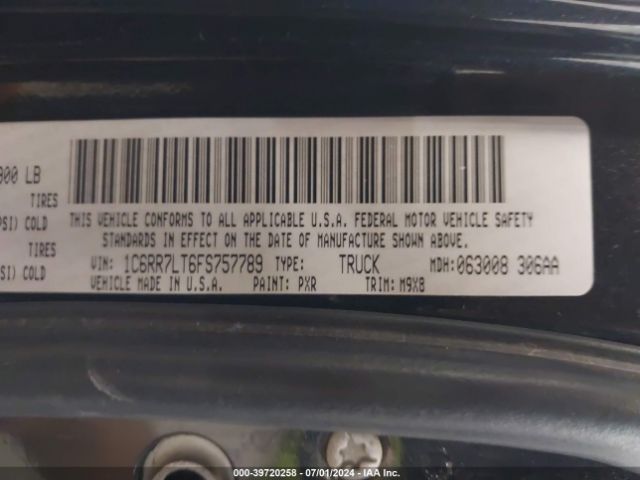 900 LB
TIRES
PSI) COLD
TIRES
SI) COLD
THIS VEHICLE CONFORMS TO ALL APPLICABLE U.S.A. FEDERAL MOTOR VEHICLE SAFETY
STANDARDS IN EFFECT ON THE DATE OF MANUFACTURE SHOWN ABOVE.
VIN: 1C6RR7LT6FS757789 TYPE: TRUCK MDH:063008 306AA
VEHICLE MADE IN U.S.A. PAINT: PXR TRIM: M9X8
000-39720258 - 07/01/2024 - IAA Inc.